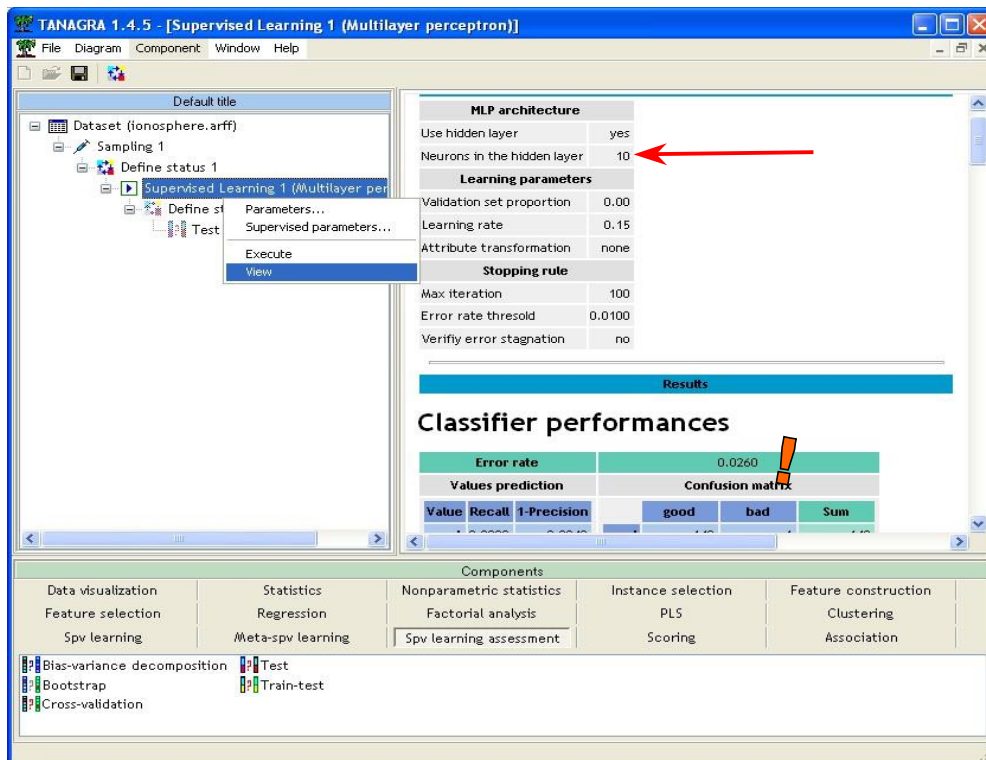 TANAGRA 1.4.5 - [Supervised Learning 1 (Multilayer perceptron)]
File Diagram Component Window Help
Default title
Dataset (ionosphere.arff)
Sampling 1
Define status 1
Supervised Learning 1 (Multilayer per
Define st
Test
Parameters...
Supervised parameters...
Execute
View
MLP architecture
Use hidden layer yes
Neurons in the hidden layer 10
Learning parameters
Validation set proportion 0.00
Learning rate 0.15
Attribute transformation none
Stopping rule
Max iteration 100
Error rate thresold 0.0100
Verifiy error stagnation no
Results
Classifier performances
Error rate 0.0260
!
Values prediction Confusion matrix
Value Recall 1-Precision good bad Sum
Components
Data visualization Statistics Nonparametric statistics Instance selection Feature construction
Feature selection Regression Factorial analysis PLS Clustering
Spv learning Meta-spv learning Spv learning assessment Scoring Association
Bias-variance decomposition Test
Bootstrap Train-test
Cross-validation